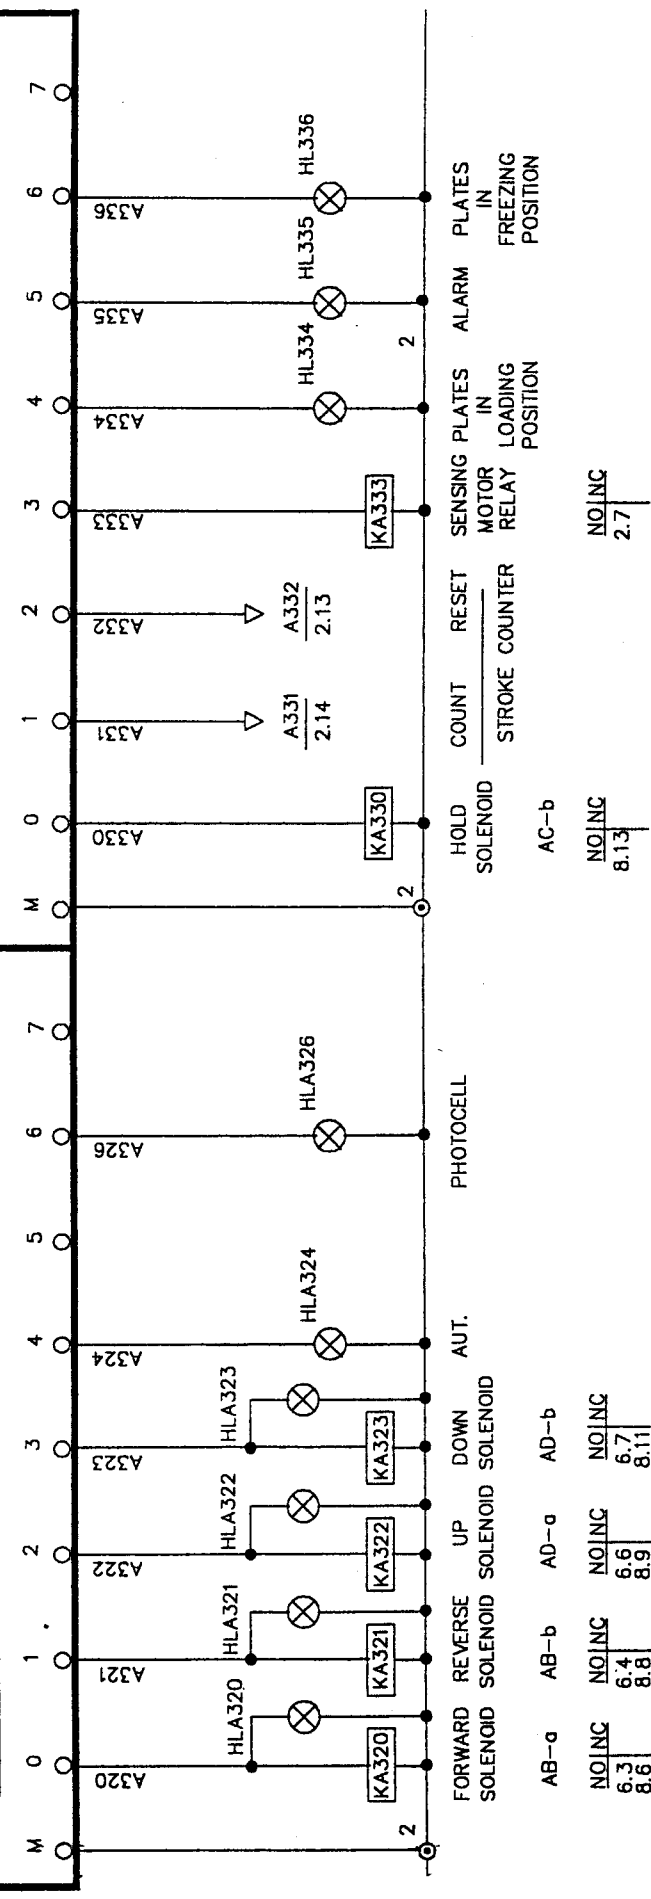 M 0 1 2 3 4 5 6 7 M 0 1 2 3 4 5 6 7
A320 A321 A322 A323 A324 A326 A330 A331 A332 A333 A334 A335 A336
HLA320 HLA321 HLA322 HLA323 HLA324 HLA326 HL334 HL335 HL336
A331 A332
2.14 2.13
KA320 KA321 KA322 KA323 KA330 KA333
2 2 2
FORWARD REVERSE UP DOWN AUT. PHOTOCELL HOLD COUNT RESET SENSING PLATES ALARM PLATES
SOLENOID SOLENOID SOLENOID SOLENOID SOLENOID MOTOR IN IN
STROKE COUNTER RELAY LOADING FREEZING
POSITION POSITION
AB-a AB-b AD-a AD-b AC-b
NO NC NO NC NO NC NO NC NO NC NO NC
6.3 6.4 6.6 6.7 8.13 2.7
8.6 8.8 8.9 8.11